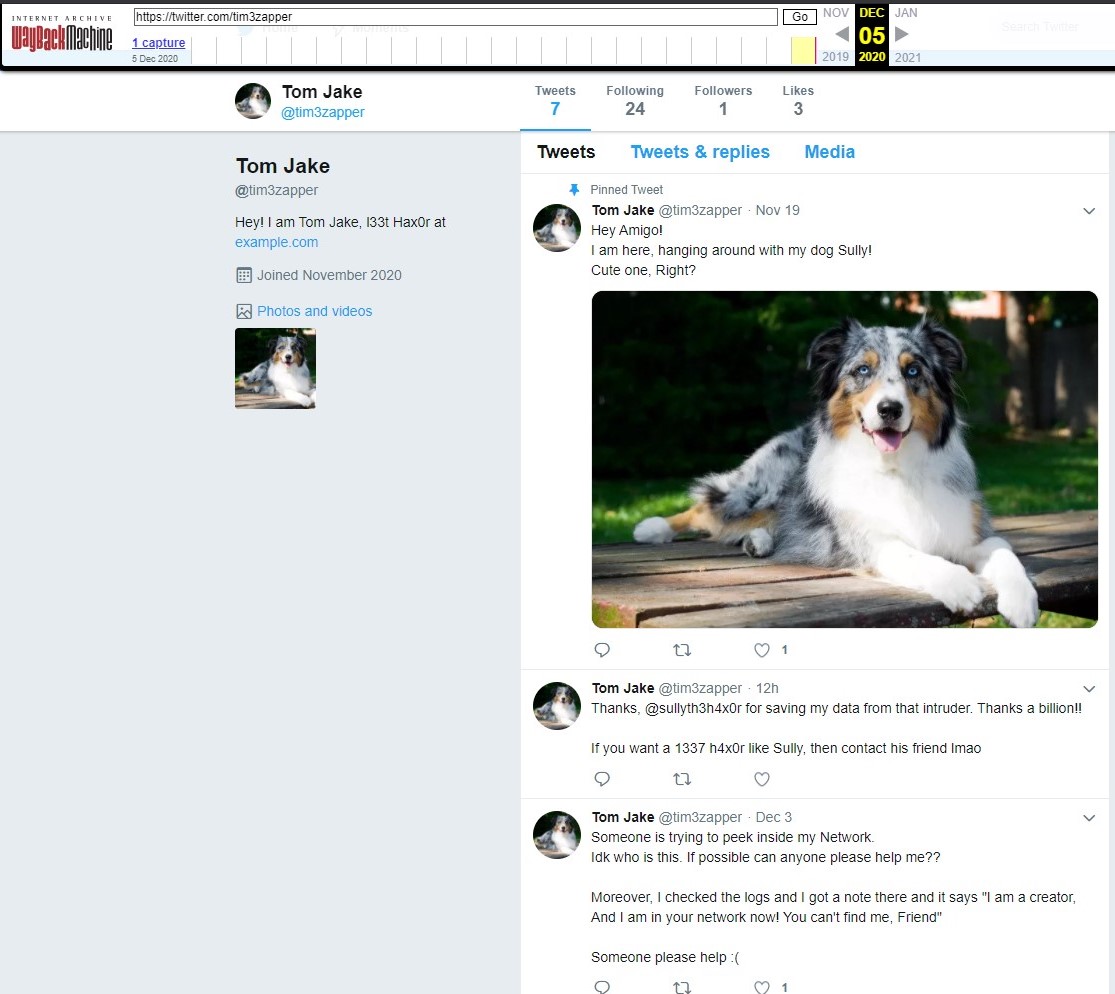 INTERNET ARCHIVE
WayBackMachine
https://twitter.com/tim3zapper
Go
NOV
DEC
JAN
Home
Moments
Search Twitter
1 capture
05
5 Dec 2020
2019
2020
2021
Tom Jake
@tim3zapper
Tweets
Following
Followers
Likes
7
24
1
3
Tom Jake
@tim3zapper
Hey! I am Tom Jake, l33t Hax0r at
example.com
Joined November 2020
Photos and videos
Tweets
Tweets & replies
Media
Pinned Tweet
Tom Jake @tim3zapper · Nov 19
Hey Amigo!
I am here, hanging around with my dog Sully!
Cute one, Right?
1
Tom Jake @tim3zapper · 12h
Thanks, @sullyth3h4x0r for saving my data from that intruder. Thanks a billion!!
If you want a 1337 h4x0r like Sully, then contact his friend lmao
Tom Jake @tim3zapper · Dec 3
Someone is trying to peek inside my Network.
Idk who is this. If possible can anyone please help me??
Moreover, I checked the logs and I got a note there and it says "I am a creator,
And I am in your network now! You can't find me, Friend"
Someone please help :(
1